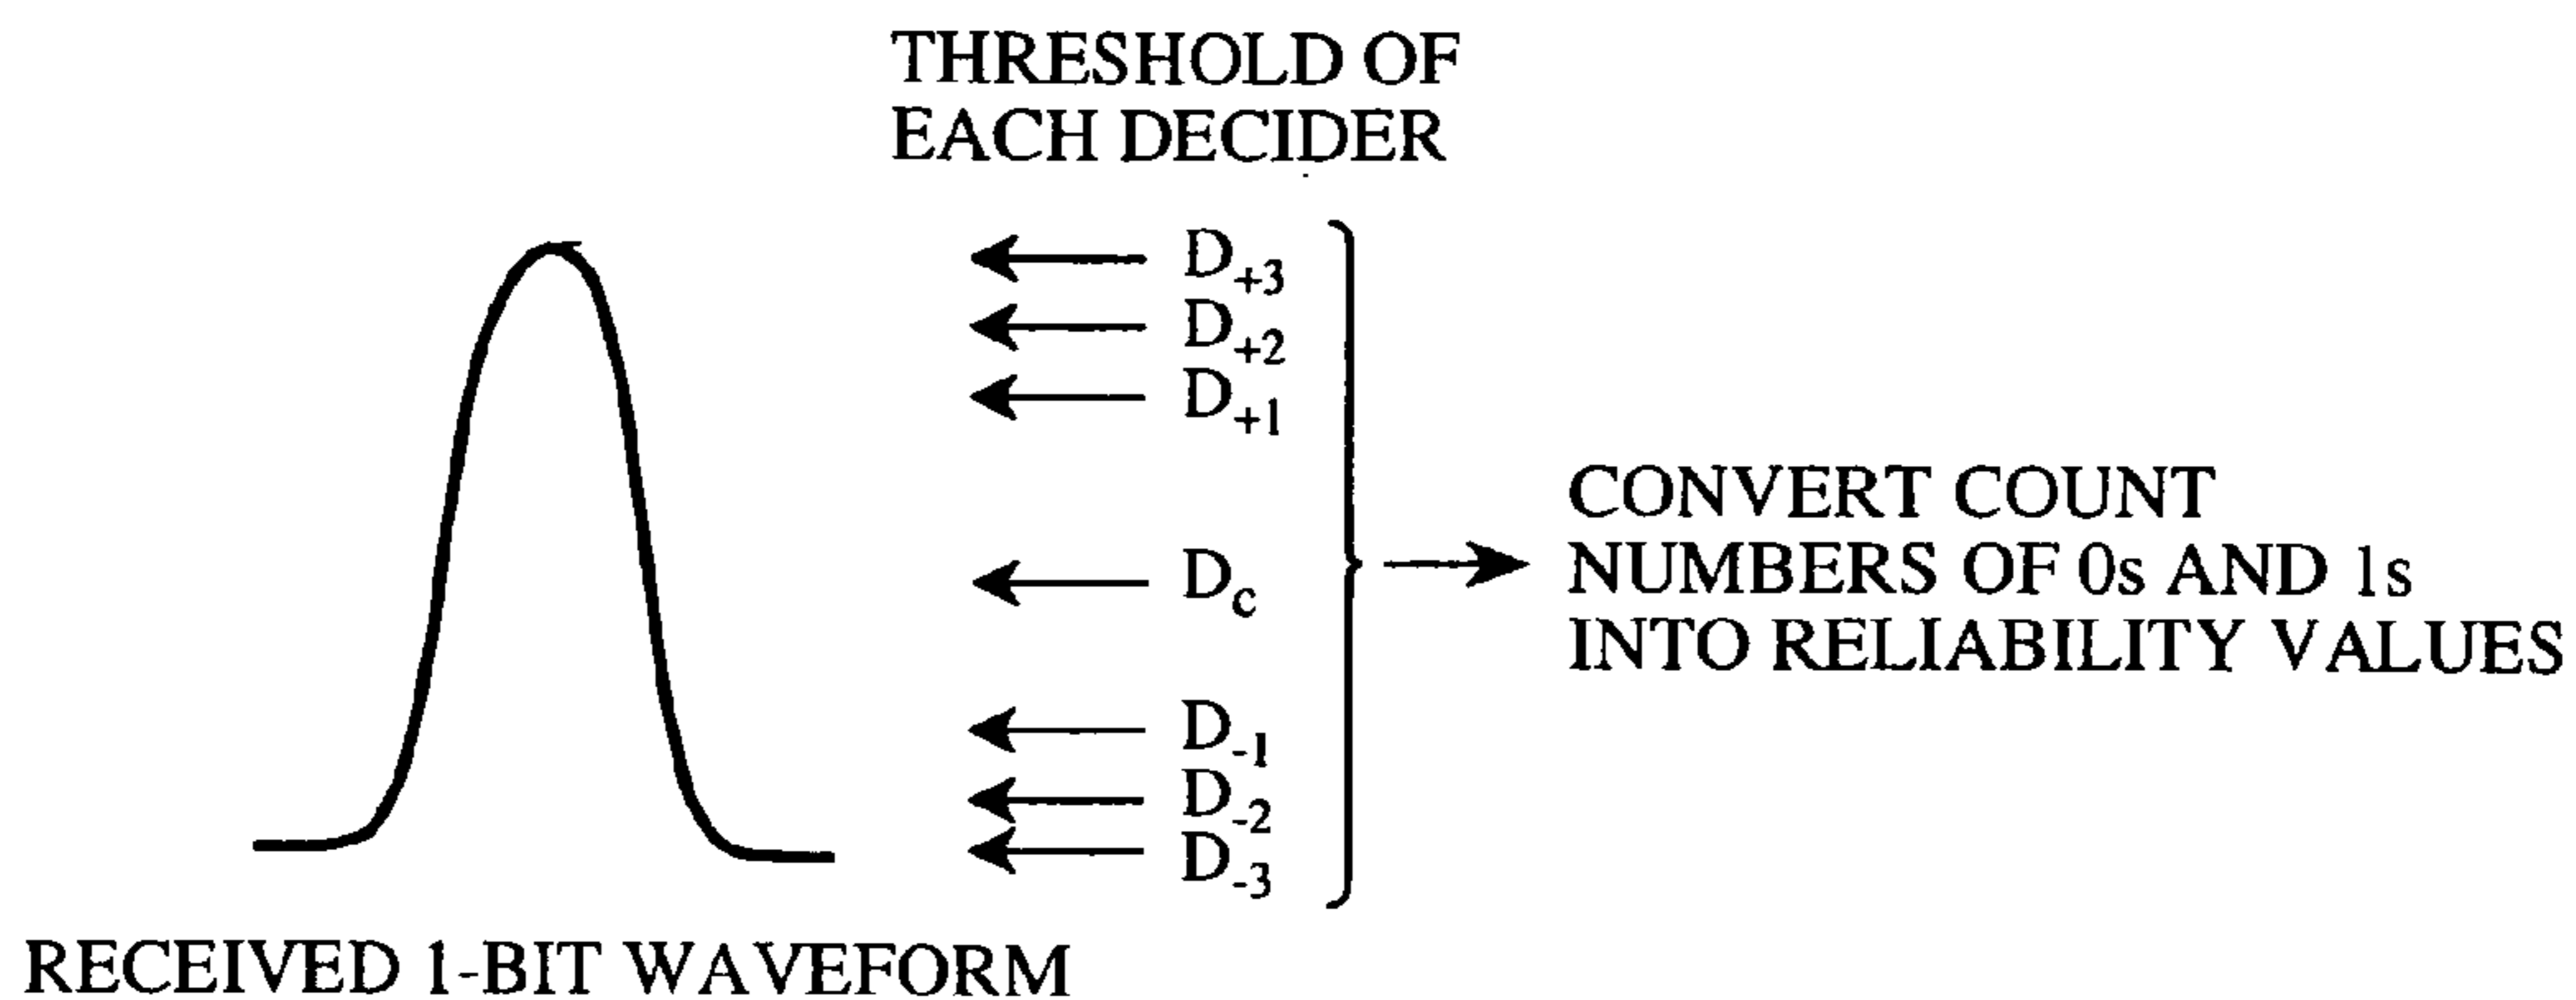 THRESHOLD OF
EACH DECIDER
D+3
D+2
D+1
Dc
D-1
D-2
D-3
CONVERT COUNT
NUMBERS OF 0s AND 1s
INTO RELIABILITY VALUES
RECEIVED 1-BIT WAVEFORM